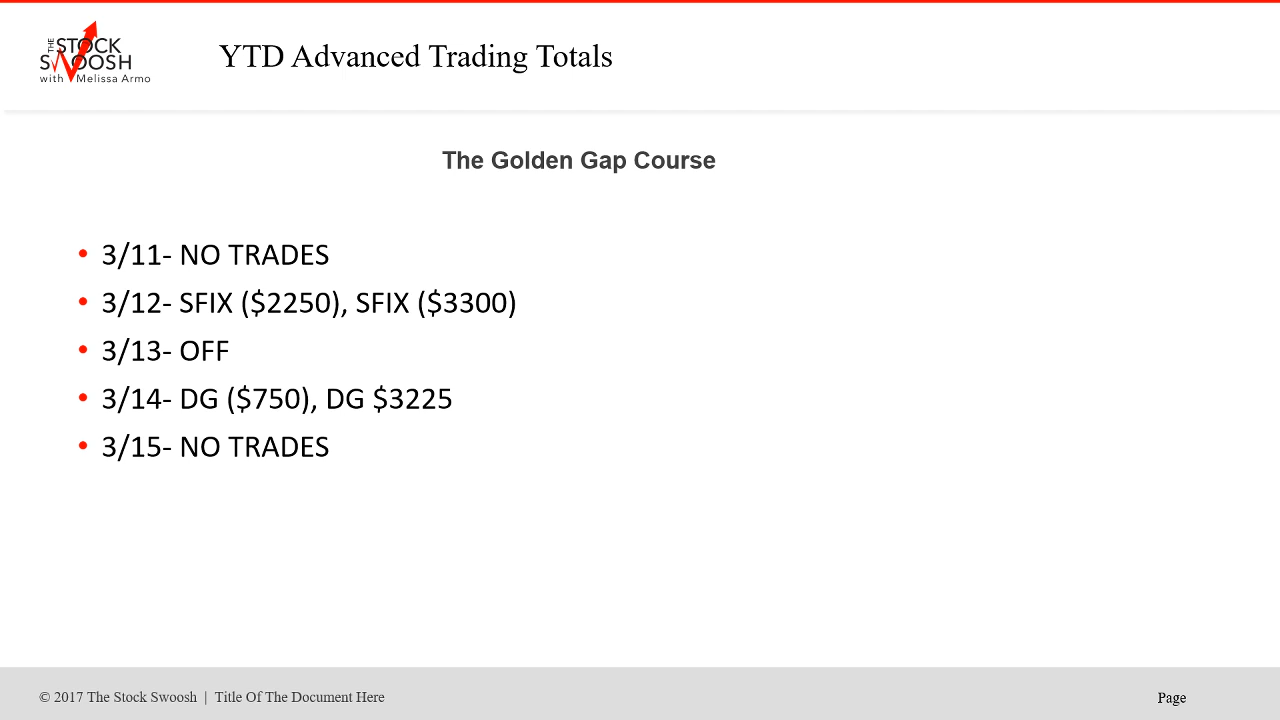 THE STOCK
SWOOSH
with Melissa Armo
YTD Advanced Trading Totals
The Golden Gap Course
• 3/11- NO TRADES
• 3/12- SFIX ($2250), SFIX ($3300)
• 3/13- OFF
• 3/14- DG ($750), DG $3225
• 3/15- NO TRADES
© 2017 The Stock Swoosh | Title Of The Document Here
Page